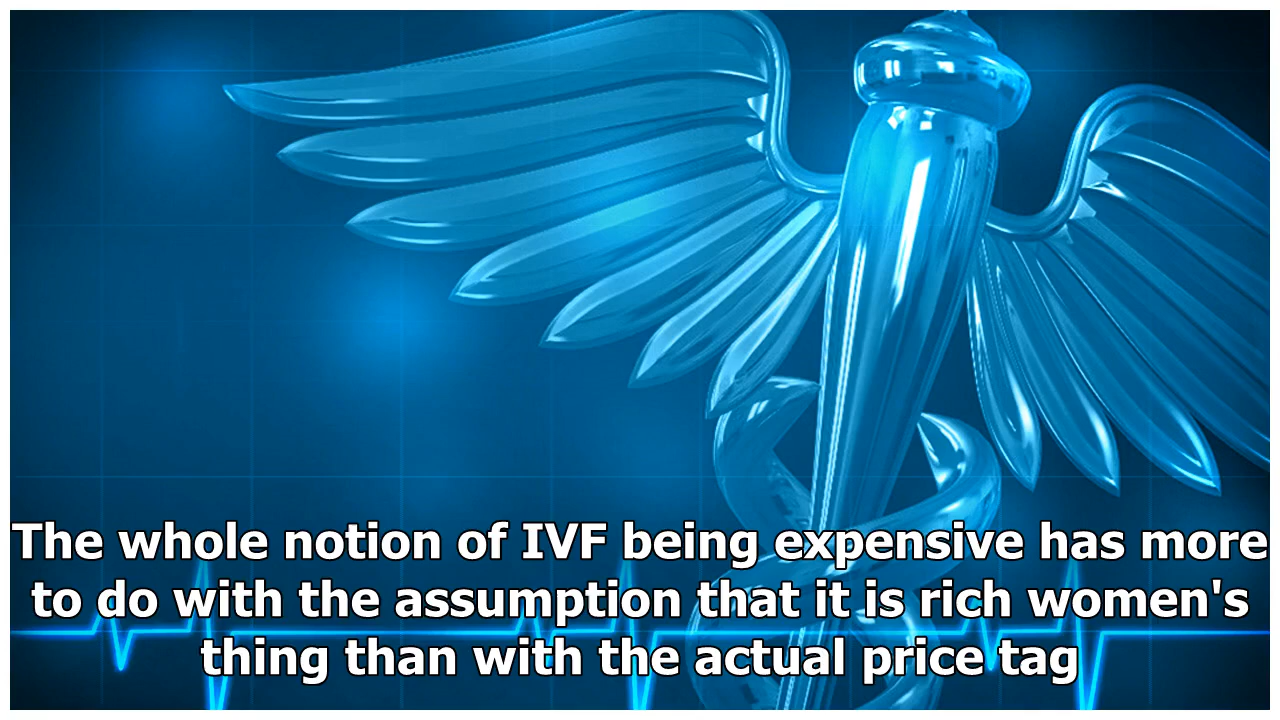 The whole notion of IVF being expensive has more
to do with the assumption that it is rich women's
thing than with the actual price tag